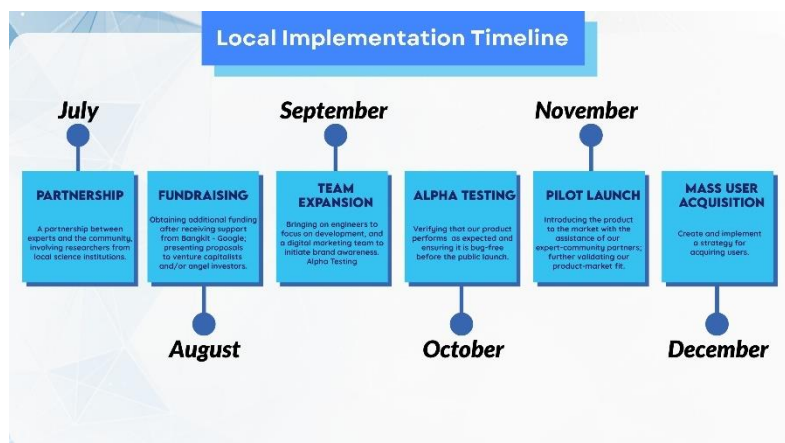 Local Implementation Timeline
July
September
November
PARTNERSHIP
A partnership between
experts and the community,
involving researchers from
local science institutions.
FUNDRAISING
Obtaining additional funding
after receiving support
from Bangkit - Google;
presenting proposals
to venture capitalists
and/or angel investors.
TEAM
EXPANSION
Bringing on engineers to
focus on development, and
a digital marketing team to
initiate brand awareness.
Alpha Testing
ALPHA TESTING
Verifying that our product
performs as expected and
ensuring it is bug-free
before the public launch.
PILOT LAUNCH
Introducing the product
to the market with the
assistance of our
expert-community partners;
further validating our
product-market fit.
MASS USER
ACQUISITION
Create and implement
a strategy for
acquiring users.
August
October
December